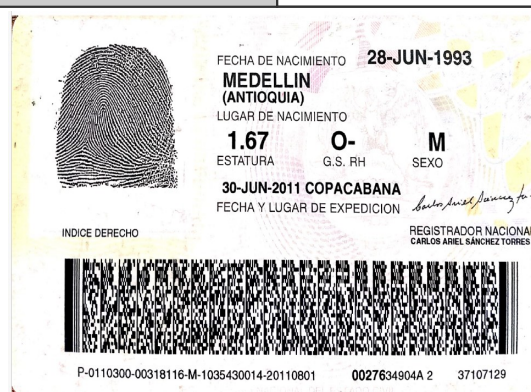 FECHA DE NACIMIENTO 28-JUN-1993
MEDELLIN
(ANTIOQUIA)
LUGAR DE NACIMIENTO
1.67 O- M
ESTATURA G.S. RH SEXO
30-JUN-2011 COPACABANA
FECHA Y LUGAR DE EXPEDICION
INDICE DERECHO
REGISTRADOR NACIONAL
CARLOS ARIEL SÁNCHEZ TORRES
P-0110300-00318116-M-1035430014-20110801 0027634904A 2 37107129